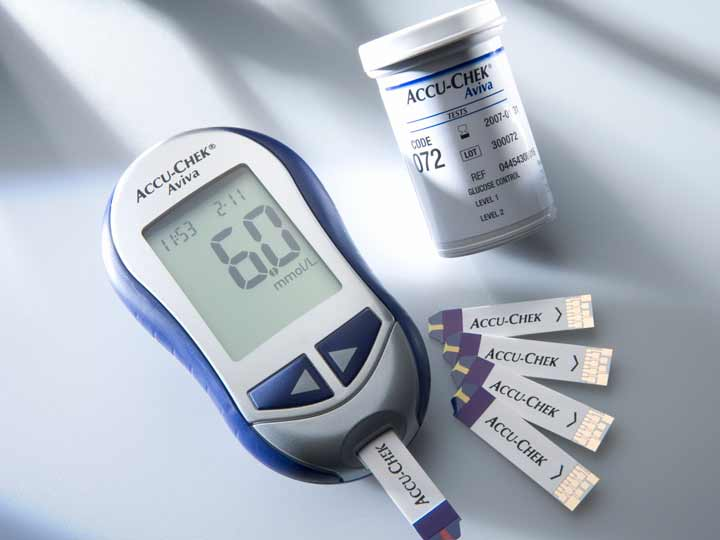 ACCU-CHEK®
Aviva
11:53 2-11
6.0
mmol/L
ACCU-CHEK
ACCU-CHEK®
Aviva
TESTS
CODE
072
LOT 300072
REF
GLUCOSE CONTROL
LEVEL 1
LEVEL 2
ACCU-CHEK
ACCU-CHEK
ACCU-CHEK
ACCU-CHEK